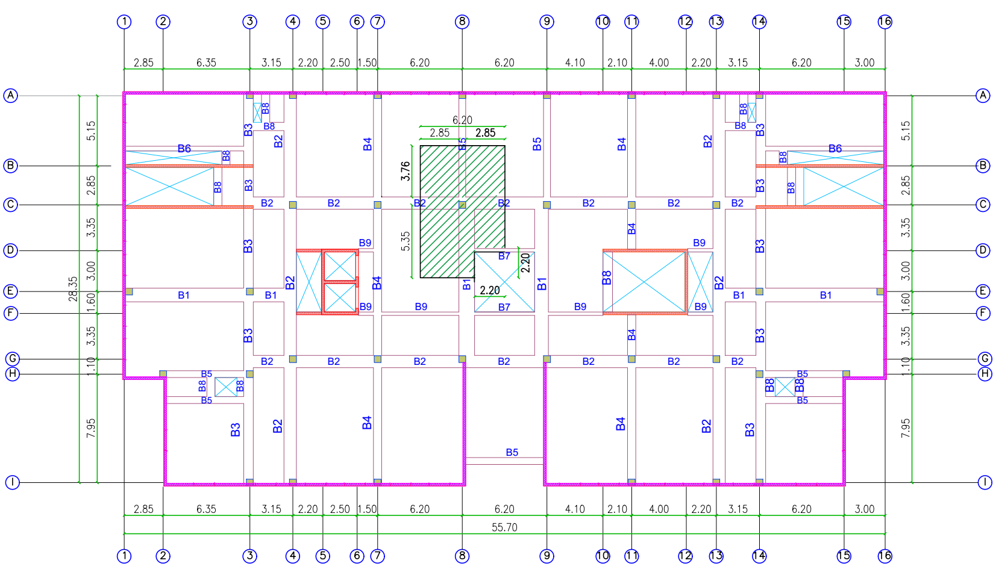 1 2 3 4 5 6 7 8 9 10 11 12 13 14 15 16
2.85 6.35 3.15 2.20 2.50 1.50 6.20 6.20 4.10 2.10 4.00 2.20 3.15 6.20 3.00
A A
B8 B8
6.20
B8 B8
5.15 B3 B2 B4 2.85 2.85 B5 B5 B4 B2 B3 5.15
B6 B6
B8 B8
B B
3.76
2.85 B8 B3 B3 B8 2.85
C B2 B2 B2 B2 B2 B2 B2 C
3.35 B4 3.35
5.35
B3 B9 B9 B3
D D
B7
3.00 2.20 3.00
B2 B4 B1 B1 B8 B2
28.35
E 2.20 E
B1 B1 B1 B1
1.60 B9 B9 B7 B9 B9 1.60
F F
3.35 B3 B4 B3 3.35
G B2 B2 B2 B2 B2 B2 B2 G
1.10 1.10
H B5 B5 H
B8 B8 B8 B8
B5 B5
7.95 B3 B2 B4 B4 B2 B3 7.95
B5
I I
2.85 6.35 3.15 2.20 2.50 1.50 6.20 6.20 4.10 2.10 4.00 2.20 3.15 6.20 3.00
55.70
1 2 3 4 5 6 7 8 9 10 11 12 13 14 15 16